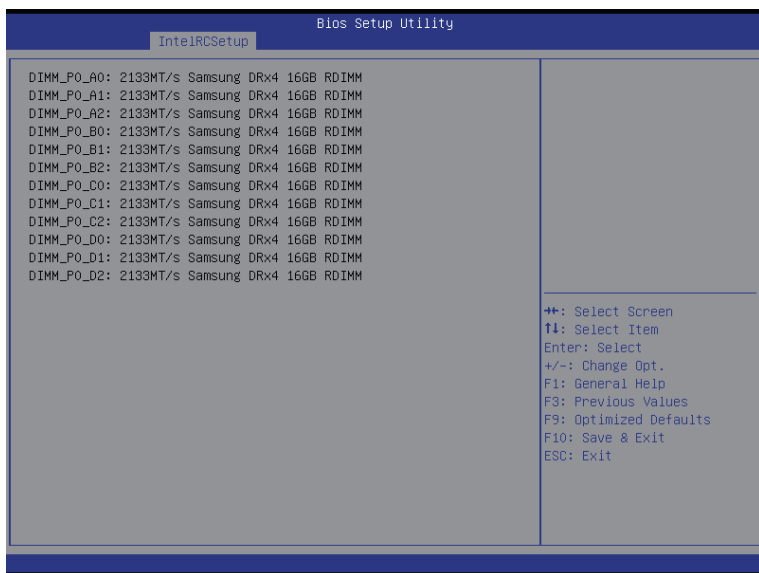 Bios Setup Utility
IntelRCSetup
DIMM_P0_A0: 2133MT/s Samsung DRx4 16GB RDIMM
DIMM_P0_A1: 2133MT/s Samsung DRx4 16GB RDIMM
DIMM_P0_A2: 2133MT/s Samsung DRx4 16GB RDIMM
DIMM_P0_B0: 2133MT/s Samsung DRx4 16GB RDIMM
DIMM_P0_B1: 2133MT/s Samsung DRx4 16GB RDIMM
DIMM_P0_B2: 2133MT/s Samsung DRx4 16GB RDIMM
DIMM_P0_C0: 2133MT/s Samsung DRx4 16GB RDIMM
DIMM_P0_C1: 2133MT/s Samsung DRx4 16GB RDIMM
DIMM_P0_C2: 2133MT/s Samsung DRx4 16GB RDIMM
DIMM_P0_D0: 2133MT/s Samsung DRx4 16GB RDIMM
DIMM_P0_D1: 2133MT/s Samsung DRx4 16GB RDIMM
DIMM_P0_D2: 2133MT/s Samsung DRx4 16GB RDIMM
→←: Select Screen
↑↓: Select Item
Enter: Select
+/-: Change Opt.
F1: General Help
F3: Previous Values
F9: Optimized Defaults
F10: Save & Exit
ESC: Exit